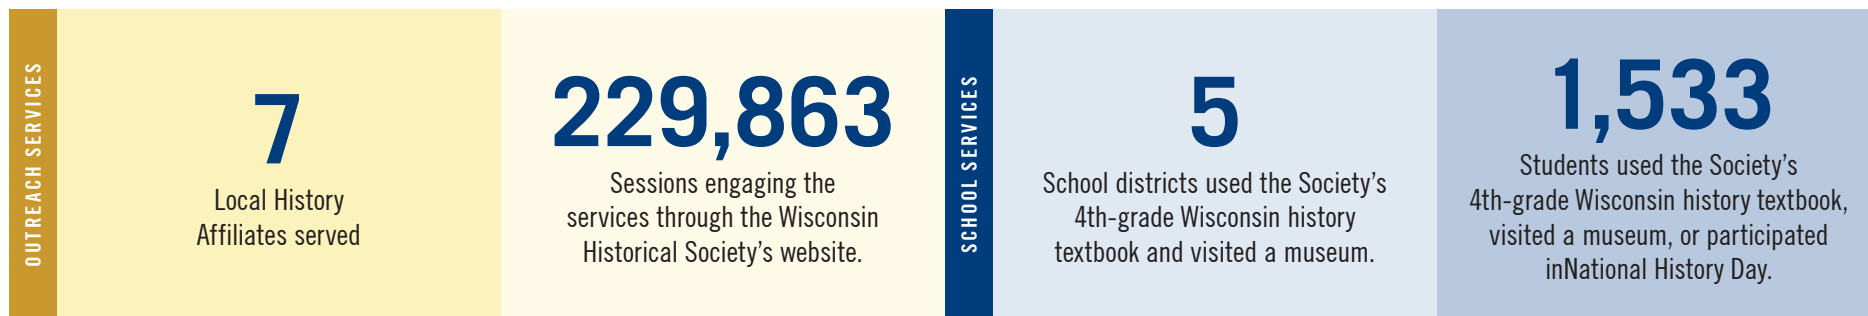 OUTREACH SERVICES
7
Local History
Affiliates served
229,863
Sessions engaging the
services through the Wisconsin
Historical Society’s website.
SCHOOL SERVICES
5
School districts used the Society’s
4th-grade Wisconsin history
textbook and visited a museum.
1,533
Students used the Society’s
4th-grade Wisconsin history textbook,
visited a museum, or participated
inNational History Day.